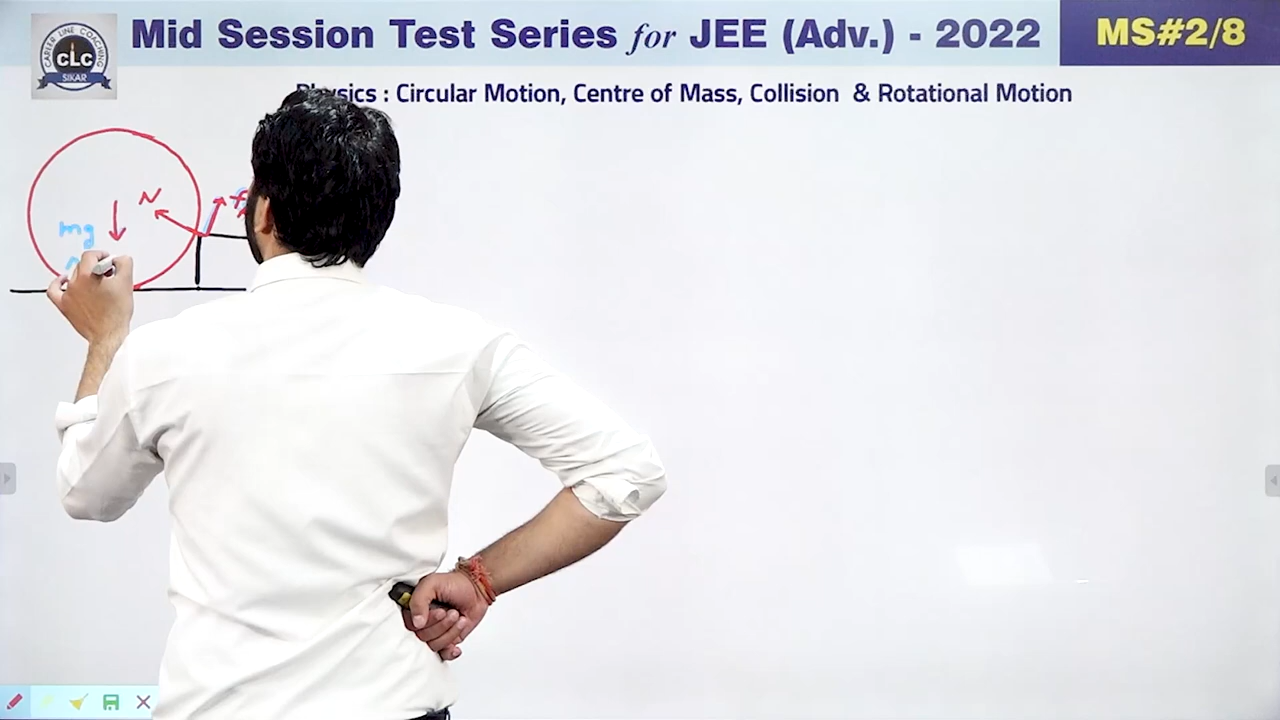 Mid Session Test Series for JEE (Adv.) - 2022
MS#2/8
CAREER LINE COACHING
CLC
SIKAR
Physics : Circular Motion, Centre of Mass, Collision & Rotational Motion
N
f
mg